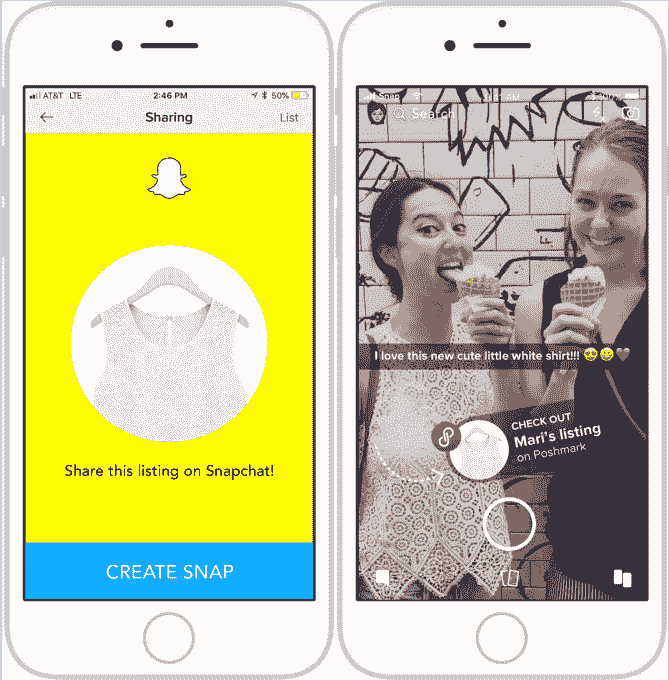 AT&T LTE 2:46 PM 50%
Sharing
List
Share this listing on Snapchat!
CREATE SNAP
Snap
Search
I love this new cute little white shirt!!! 😍😆❤
CHECK OUT
Mari's listing
on Poshmark